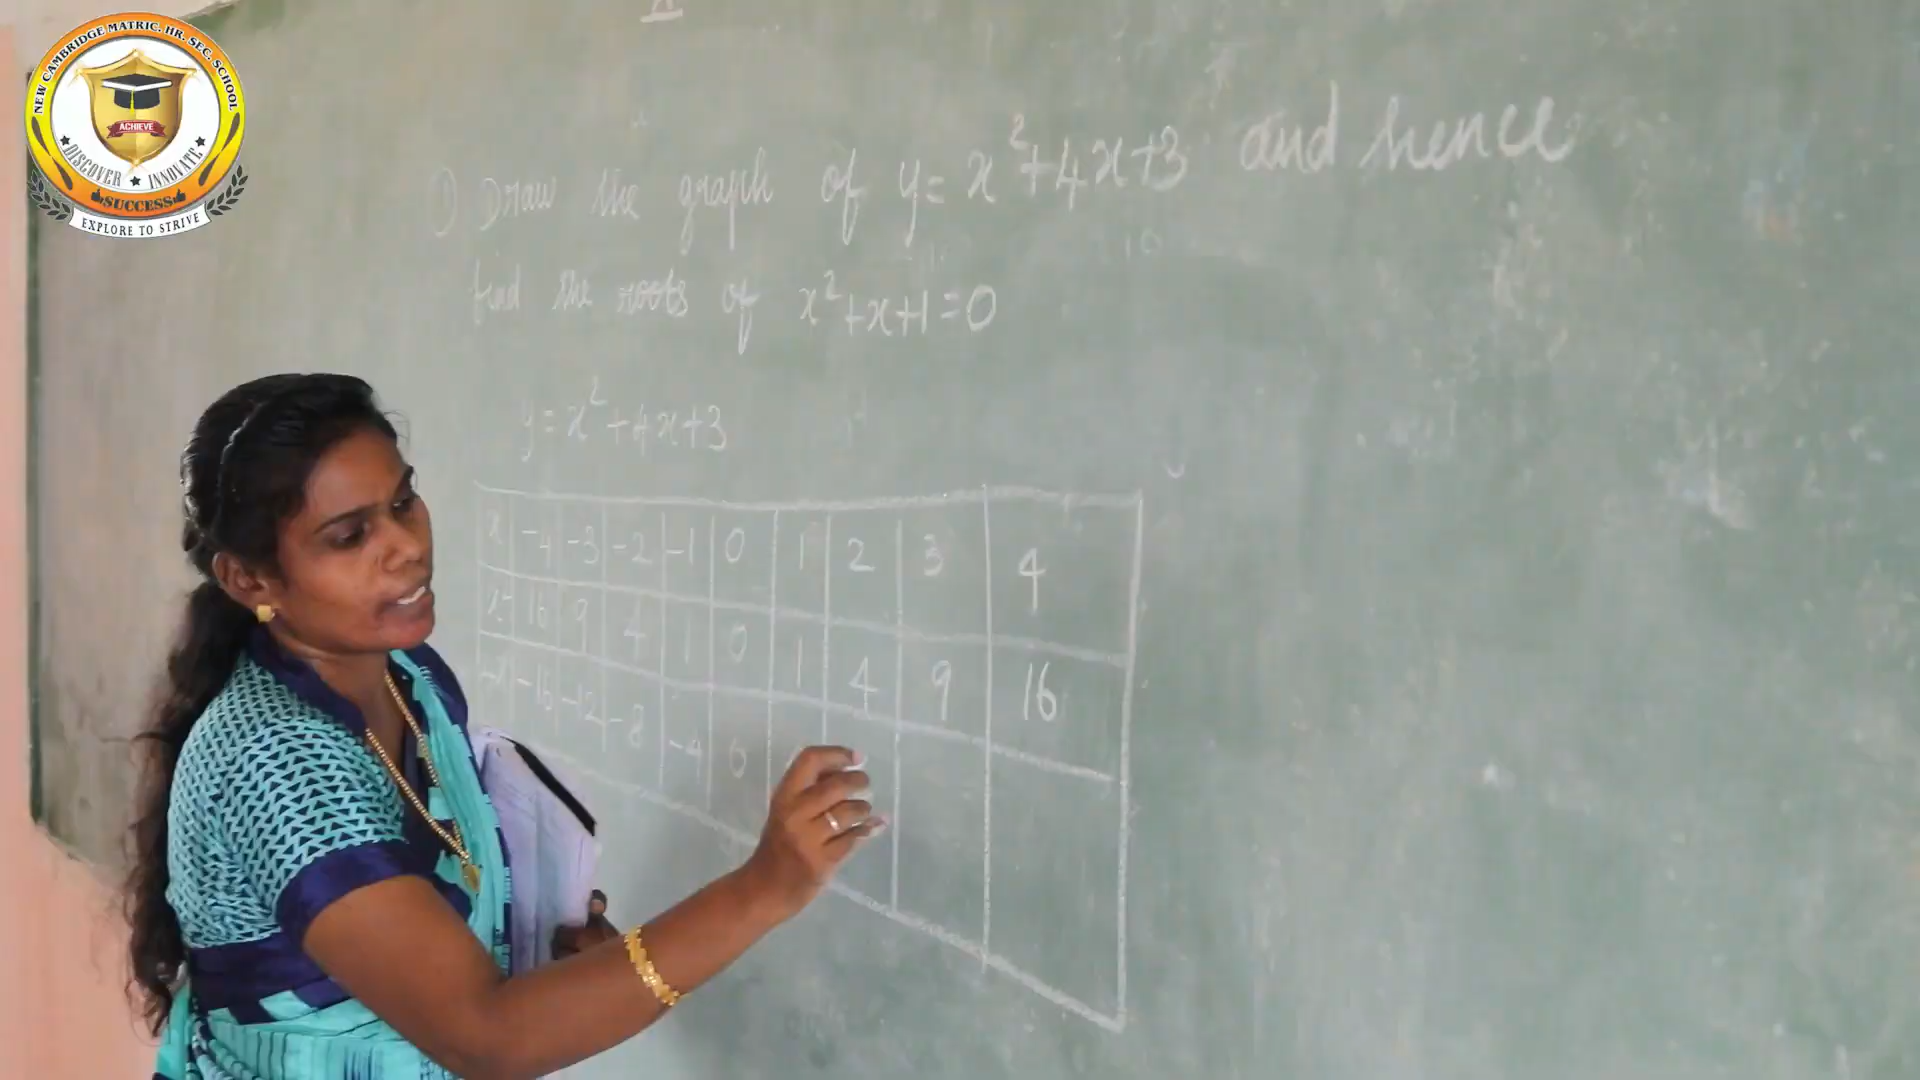 NEW CAMBRIDGE MATRIC. HR. SEC. SCHOOL
ACHIEVE
DISCOVER ★ INNOVATE
SUCCESS
EXPLORE TO STRIVE
1) Draw the graph of y = x²+4x+3 and hence
find the roots of x²+x+1=0
y = x²+4x+3
x -4 -3 -2 -1 0 1 2 3 4
x² 16 9 4 1 0 1 4 9 16
-16 -12 -8 -4 0